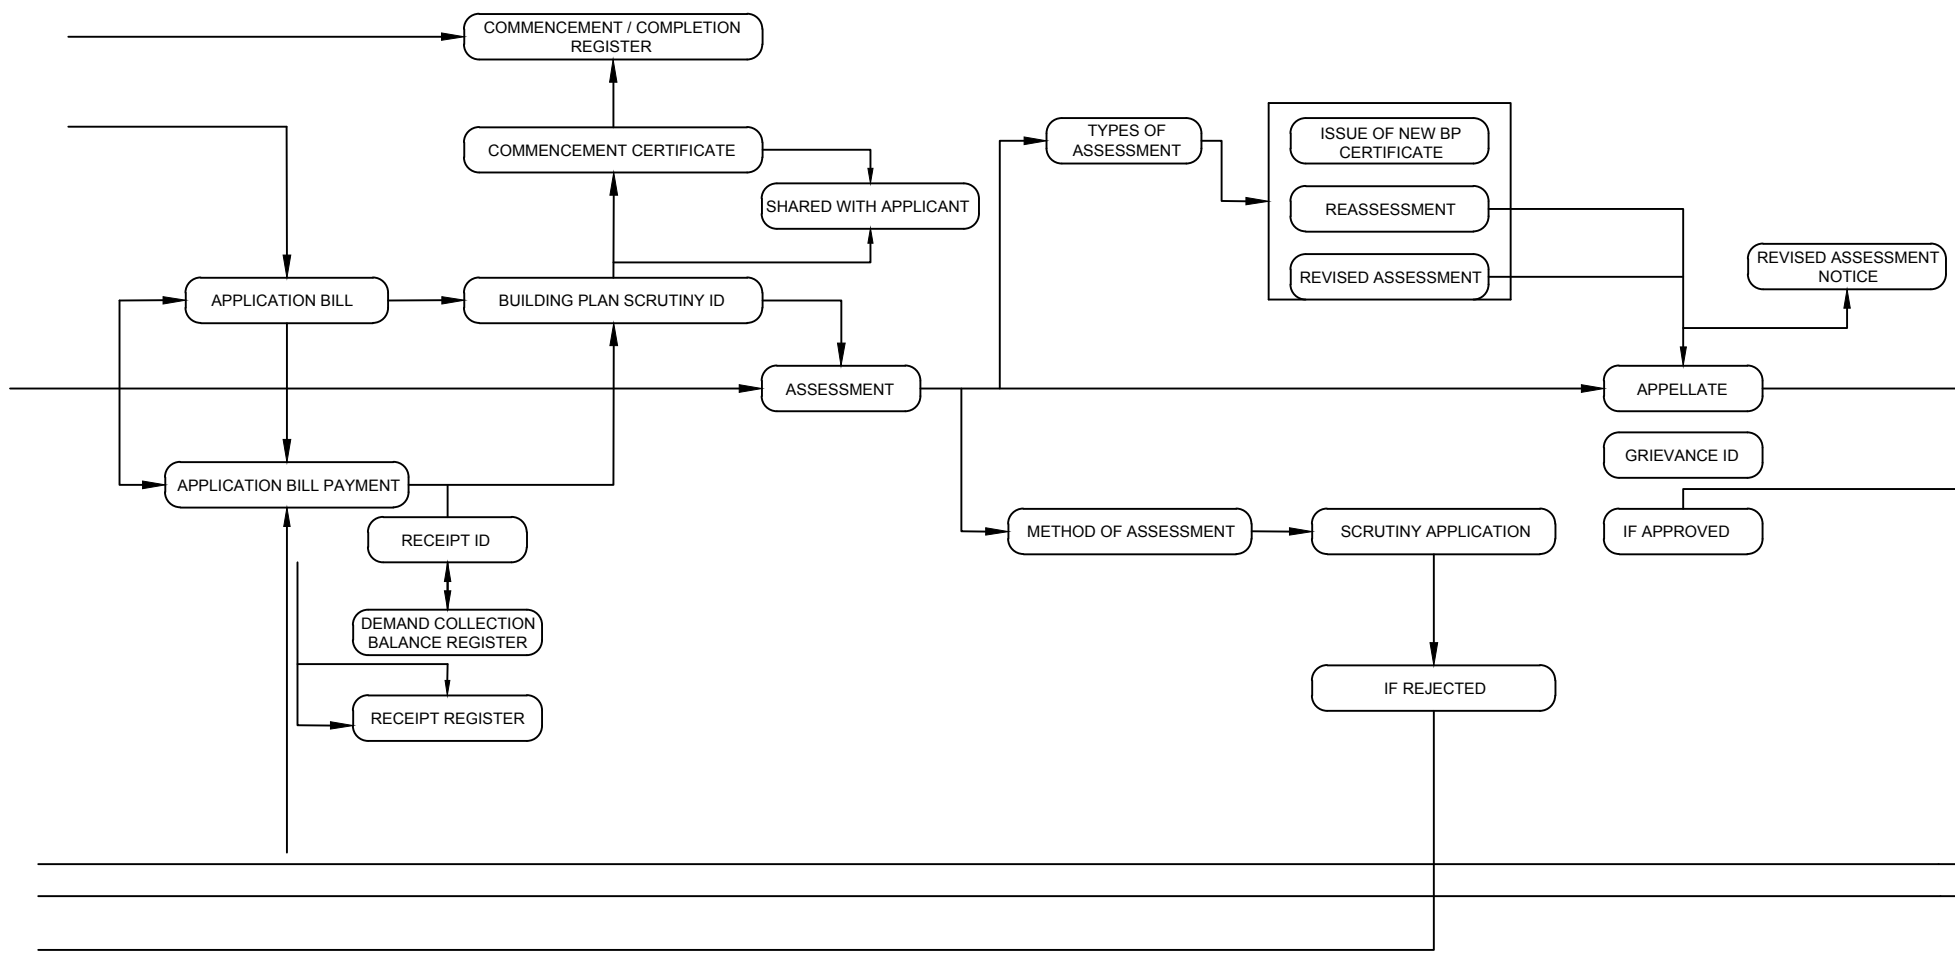 COMMENCEMENT / COMPLETION
REGISTER
COMMENCEMENT CERTIFICATE
SHARED WITH APPLICANT
TYPES OF
ASSESSMENT
ISSUE OF NEW BP
CERTIFICATE
REASSESSMENT
REVISED ASSESSMENT
REVISED ASSESSMENT
NOTICE
APPLICATION BILL
BUILDING PLAN SCRUTINY ID
ASSESSMENT
APPELLATE
GRIEVANCE ID
APPLICATION BILL PAYMENT
RECEIPT ID
METHOD OF ASSESSMENT
SCRUTINY APPLICATION
IF APPROVED
DEMAND COLLECTION
BALANCE REGISTER
IF REJECTED
RECEIPT REGISTER